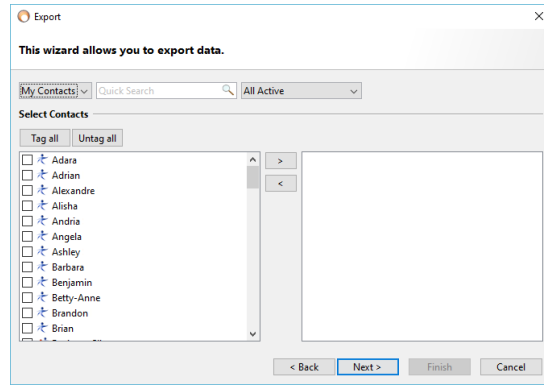 Export
This wizard allows you to export data.
My Contacts
Quick Search
All Active
Select Contacts
Tag all
Untag all
Adara
Adrian
Alexandre
Alisha
Andria
Angela
Ashley
Barbara
Benjamin
Betty-Anne
Brandon
Brian
>
<
< Back
Next >
Finish
Cancel